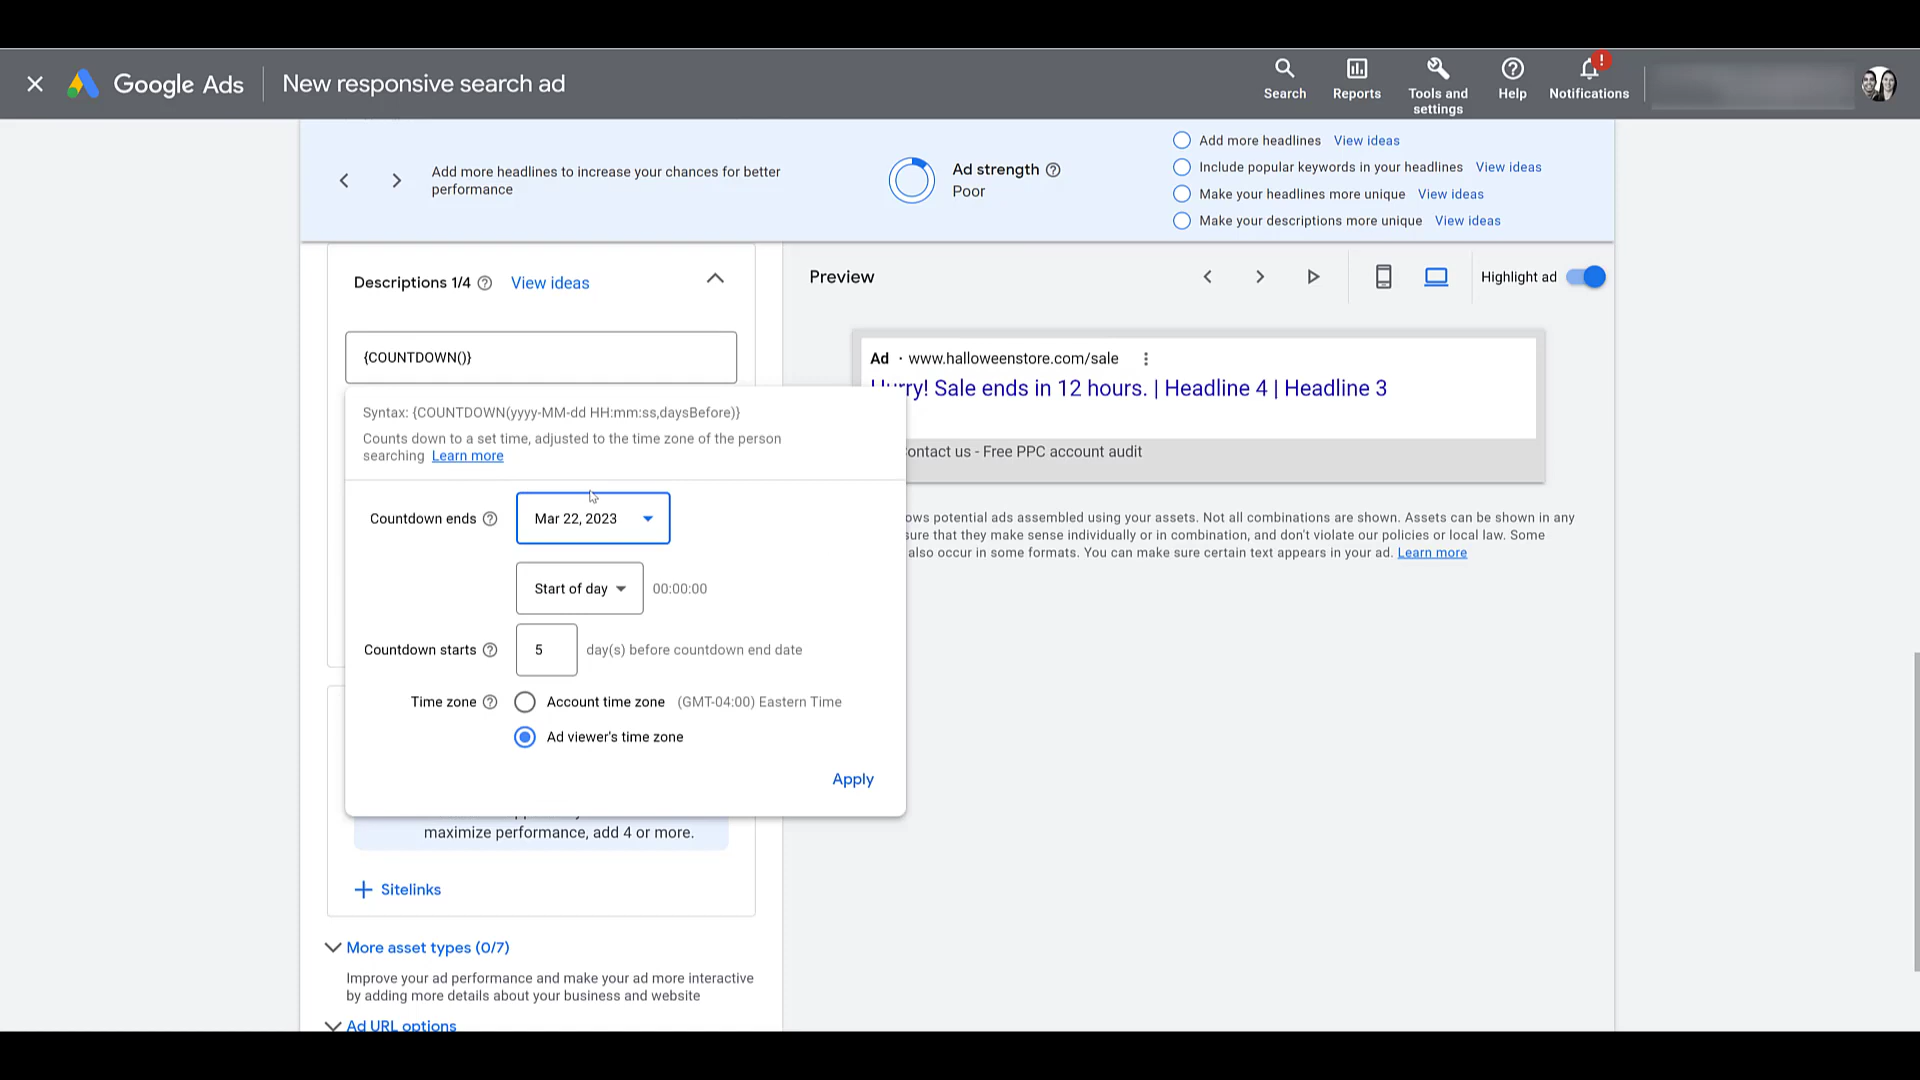 Google Ads
New responsive search ad
Search
Reports
Tools and
settings
Help
Notifications
!
Add more headlines to increase your chances for better
performance
Ad strength
Poor
Add more headlines View ideas
Include popular keywords in your headlines View ideas
Make your headlines more unique View ideas
Make your descriptions more unique View ideas
Descriptions 1/4 View ideas
{COUNTDOWN()}
Syntax: {COUNTDOWN(yyyy-MM-dd HH:mm:ss,daysBefore)}
Counts down to a set time, adjusted to the time zone of the person
searching Learn more
Countdown ends Mar 22, 2023
Start of day 00:00:00
Countdown starts 5 day(s) before countdown end date
Time zone Account time zone (GMT-04:00) Eastern Time
Ad viewer's time zone
Apply
maximize performance, add 4 or more.
Sitelinks
More asset types (0/7)
Improve your ad performance and make your ad more interactive
by adding more details about your business and website
Ad URL options
Preview
Highlight ad
Ad · www.halloweenstore.com/sale
Hurry! Sale ends in 12 hours. | Headline 4 | Headline 3
ontact us - Free PPC account audit
ows potential ads assembled using your assets. Not all combinations are shown. Assets can be shown in any
sure that they make sense individually or in combination, and don't violate our policies or local law. Some
also occur in some formats. You can make sure certain text appears in your ad. Learn more